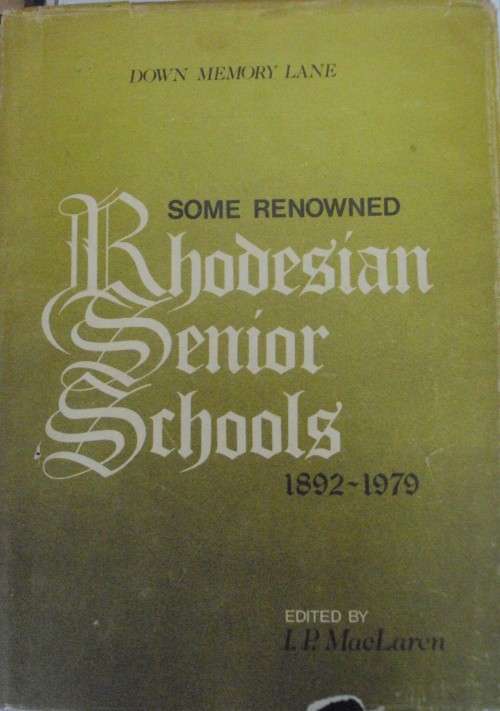 DOWN MEMORY LANE
SOME RENOWNED
Rhodesian
Senior
Schools
1892-1979
EDITED BY
I. P. MacLaren